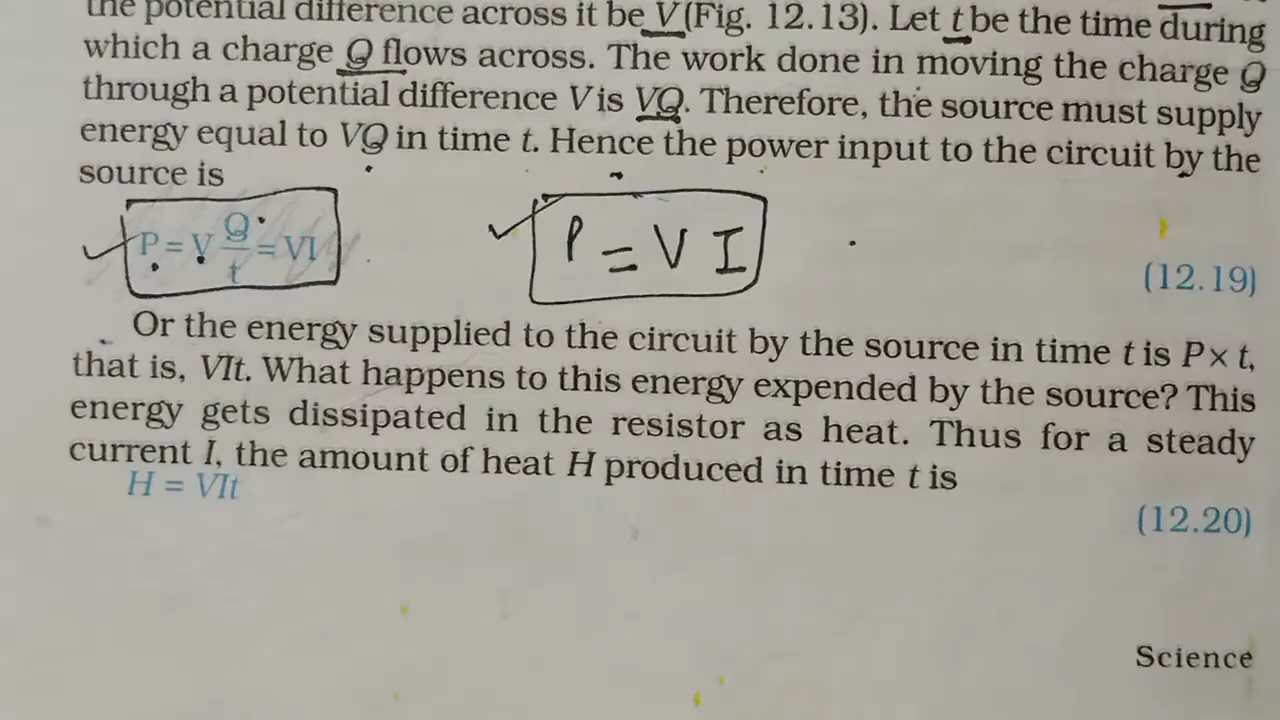 the potential difference across it be V (Fig. 12.13). Let t be the time during
which a charge Q flows across. The work done in moving the charge Q
through a potential difference V is VQ. Therefore, the source must supply
energy equal to VQ in time t. Hence the power input to the circuit by the
source is
P = V Q/t = VI
P = V I
(12.19)
Or the energy supplied to the circuit by the source in time t is P × t,
that is, VIt. What happens to this energy expended by the source? This
energy gets dissipated in the resistor as heat. Thus for a steady
current I, the amount of heat H produced in time t is
H = VIt
(12.20)
Science